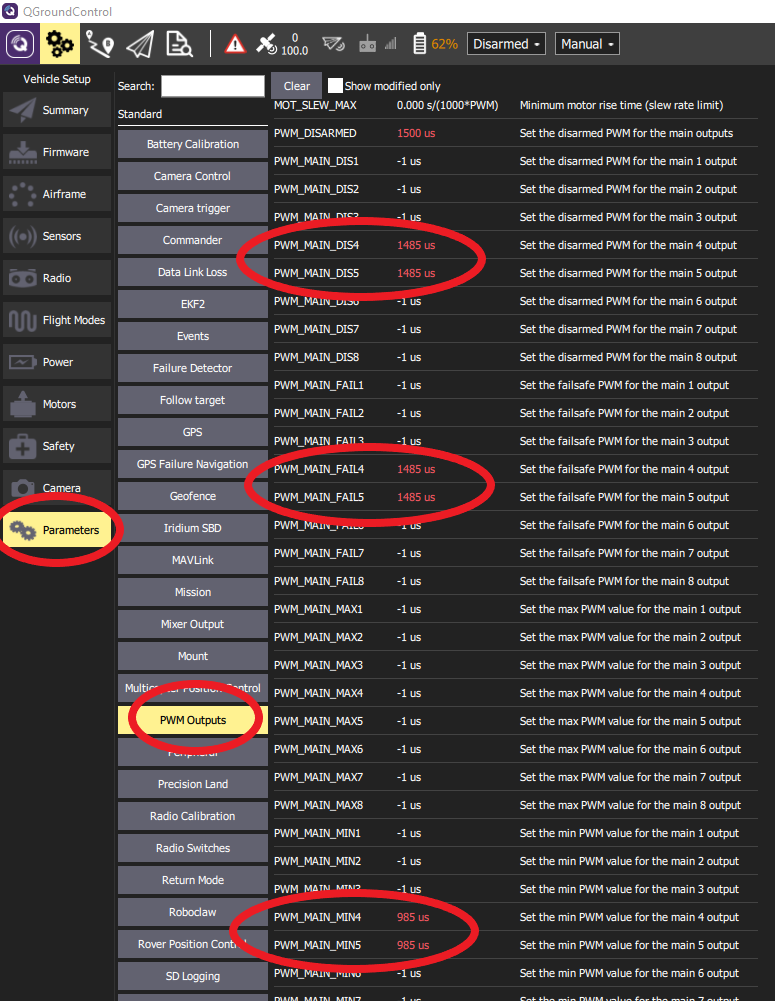 QGroundControl
0
100.0
62%
Disarmed
Manual
Vehicle Setup
Summary
Firmware
Airframe
Sensors
Radio
Flight Modes
Power
Motors
Safety
Camera
Parameters
Search:
Clear
Show modified only
Standard
Battery Calibration
Camera Control
Camera trigger
Commander
Data Link Loss
EKF2
Events
Failure Detector
Follow target
GPS
GPS Failure Navigation
Geofence
Iridium SBD
MAVLink
Mission
Mixer Output
Mount
Multicopter Position Control
PWM Outputs
Peripheral
Precision Land
Radio Calibration
Radio Switches
Return Mode
Roboclaw
Rover Position Control
SD Logging
MOT_SLEW_MAX 0.000 s/(1000*PWM) Minimum motor rise time (slew rate limit)
PWM_DISARMED 1500 us Set the disarmed PWM for the main outputs
PWM_MAIN_DIS1 -1 us Set the disarmed PWM for the main 1 output
PWM_MAIN_DIS2 -1 us Set the disarmed PWM for the main 2 output
PWM_MAIN_DIS3 -1 us Set the disarmed PWM for the main 3 output
PWM_MAIN_DIS4 1485 us Set the disarmed PWM for the main 4 output
PWM_MAIN_DIS5 1485 us Set the disarmed PWM for the main 5 output
PWM_MAIN_DIS6 -1 us Set the disarmed PWM for the main 6 output
PWM_MAIN_DIS7 -1 us Set the disarmed PWM for the main 7 output
PWM_MAIN_DIS8 -1 us Set the disarmed PWM for the main 8 output
PWM_MAIN_FAIL1 -1 us Set the failsafe PWM for the main 1 output
PWM_MAIN_FAIL2 -1 us Set the failsafe PWM for the main 2 output
PWM_MAIN_FAIL3 -1 us Set the failsafe PWM for the main 3 output
PWM_MAIN_FAIL4 1485 us Set the failsafe PWM for the main 4 output
PWM_MAIN_FAIL5 1485 us Set the failsafe PWM for the main 5 output
PWM_MAIN_FAIL6 -1 us Set the failsafe PWM for the main 6 output
PWM_MAIN_FAIL7 -1 us Set the failsafe PWM for the main 7 output
PWM_MAIN_FAIL8 -1 us Set the failsafe PWM for the main 8 output
PWM_MAIN_MAX1 -1 us Set the max PWM value for the main 1 output
PWM_MAIN_MAX2 -1 us Set the max PWM value for the main 2 output
PWM_MAIN_MAX3 -1 us Set the max PWM value for the main 3 output
PWM_MAIN_MAX4 -1 us Set the max PWM value for the main 4 output
PWM_MAIN_MAX5 -1 us Set the max PWM value for the main 5 output
PWM_MAIN_MAX6 -1 us Set the max PWM value for the main 6 output
PWM_MAIN_MAX7 -1 us Set the max PWM value for the main 7 output
PWM_MAIN_MAX8 -1 us Set the max PWM value for the main 8 output
PWM_MAIN_MIN1 -1 us Set the min PWM value for the main 1 output
PWM_MAIN_MIN2 -1 us Set the min PWM value for the main 2 output
PWM_MAIN_MIN3 -1 us Set the min PWM value for the main 3 output
PWM_MAIN_MIN4 985 us Set the min PWM value for the main 4 output
PWM_MAIN_MIN5 985 us Set the min PWM value for the main 5 output
PWM_MAIN_MIN6 -1 us Set the min PWM value for the main 6 output
PWM_MAIN_MIN7 -1 us Set the min PWM value for the main 7 output